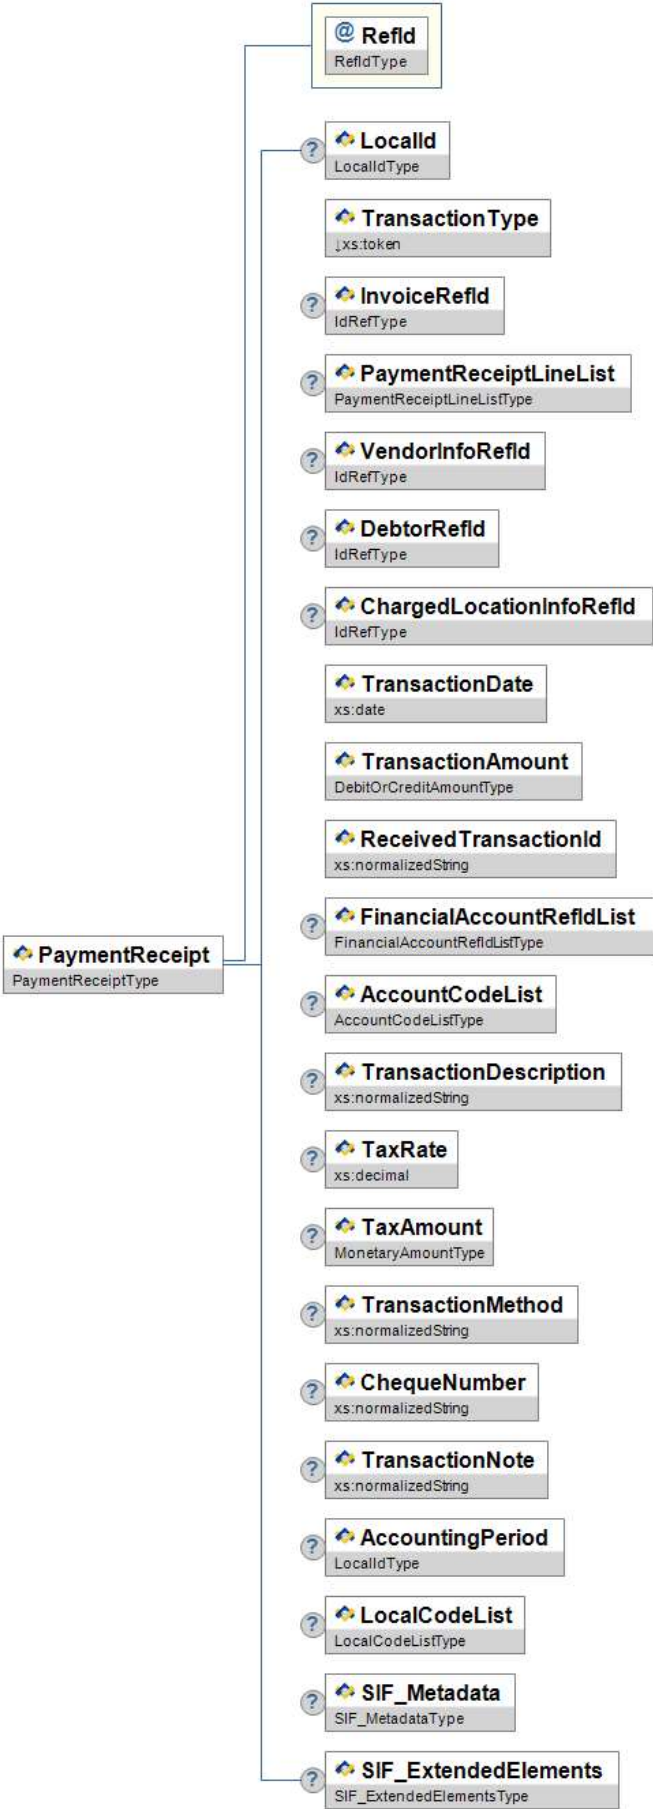 @ RefId
RefIdType
? LocalId
LocalIdType
TransactionType
↓xs:token
? InvoiceRefId
IdRefType
? PaymentReceiptLineList
PaymentReceiptLineListType
? VendorInfoRefId
IdRefType
? DebtorRefId
IdRefType
? ChargedLocationInfoRefId
IdRefType
TransactionDate
xs:date
TransactionAmount
DebitOrCreditAmountType
ReceivedTransactionId
xs:normalizedString
? FinancialAccountRefIdList
FinancialAccountRefIdListType
PaymentReceipt
PaymentReceiptType
? AccountCodeList
AccountCodeListType
? TransactionDescription
xs:normalizedString
? TaxRate
xs:decimal
? TaxAmount
MonetaryAmountType
? TransactionMethod
xs:normalizedString
? ChequeNumber
xs:normalizedString
? TransactionNote
xs:normalizedString
? AccountingPeriod
LocalIdType
? LocalCodeList
LocalCodeListType
? SIF_Metadata
SIF_MetadataType
? SIF_ExtendedElements
SIF_ExtendedElementsType